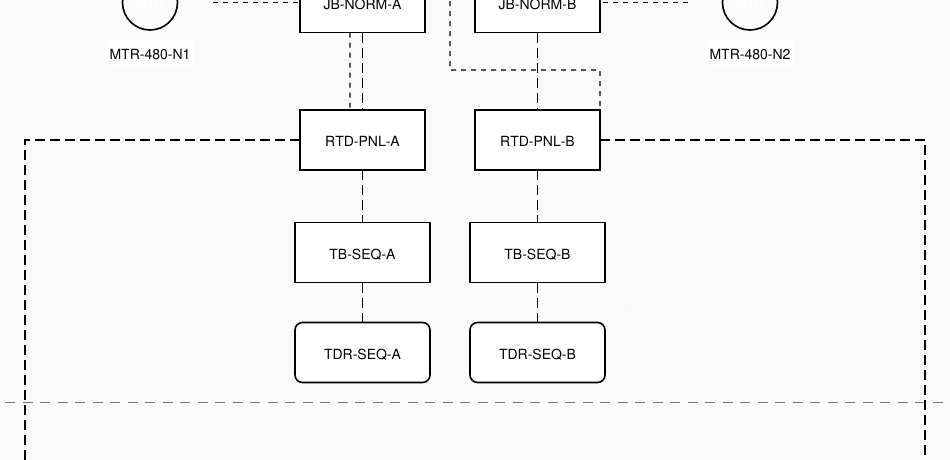 JB-NORM-A
JB-NORM-B
MTR-480-N1
MTR-480-N2
RTD-PNL-A
RTD-PNL-B
TB-SEQ-A
TB-SEQ-B
TDR-SEQ-A
TDR-SEQ-B